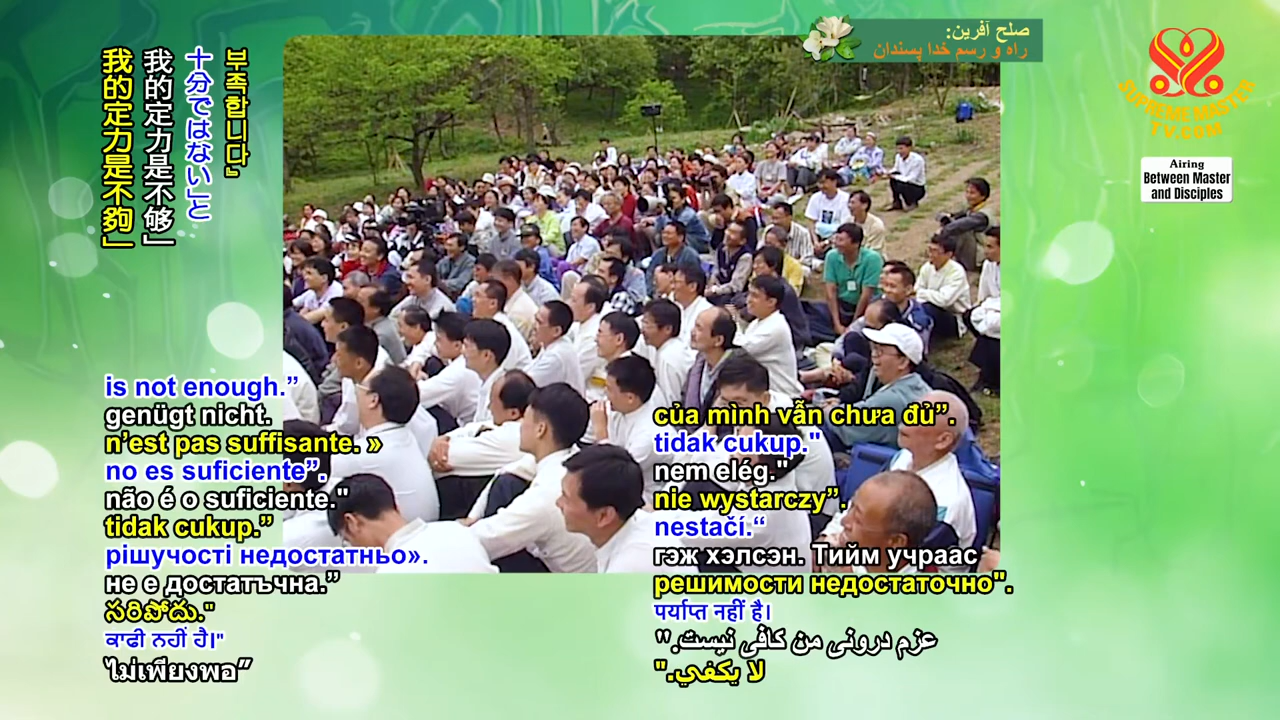 부족합니다』
十分ではない」と
我的定力是不够」
我的定力是不夠」
صلح آفرین:
راه و رسم خدا پسندان
SUPREME MASTER
TV.COM
Airing
Between Master
and Disciples
is not enough.”
genügt nicht.
n’est pas suffisante. »
no es suficiente”.
não é o suficiente."
tidak cukup.”
рішучості недостатньо».
не е достатъчна.”
సరిపోదు."
ਕਾਫੀ ਨਹੀਂ ਹੈ।"
ไม่เพียงพอ”
của mình vẫn chưa đủ”.
tidak cukup."
nem elég."
nie wystarczy”.
nestačí.“
гэж хэлсэн. Тийм учраас
решимости недостаточно".
पर्याप्त नहीं है।
عزم درونی من کافی نیست."
لا يكفي."